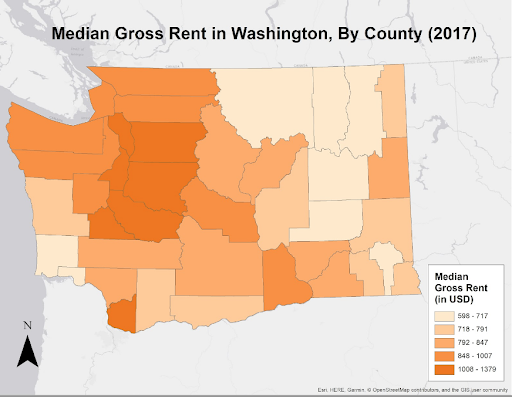 Median Gross Rent in Washington, By County (2017)
Median
Gross Rent
(in USD)
598 - 717
718 - 791
792 - 847
848 - 1007
1008 - 1379
N
Esri, HERE, Garmin, © OpenStreetMap contributors, and the GIS user community